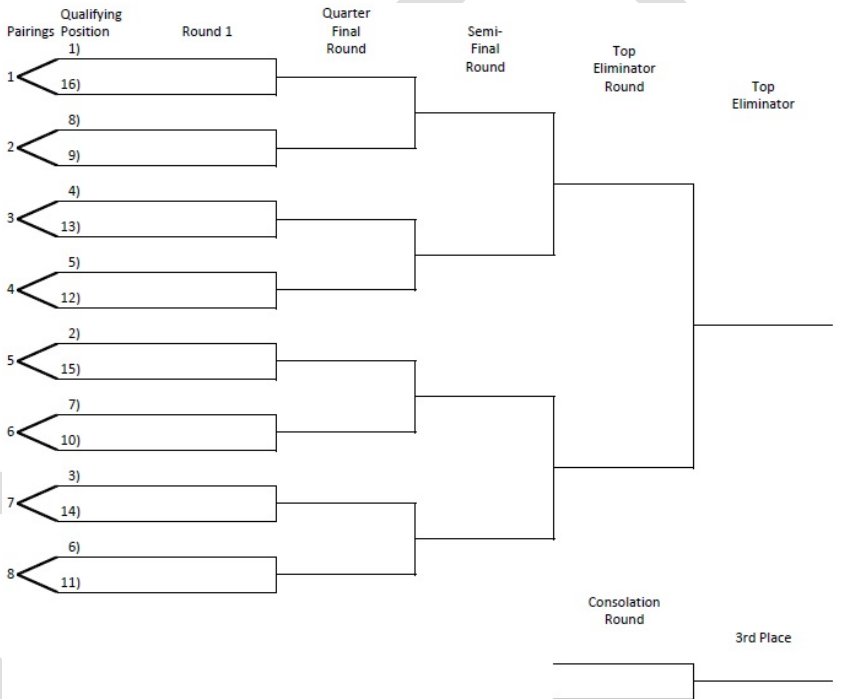 Pairings
Qualifying
Position
Round 1
Quarter
Final
Round
Semi-
Final
Round
Top
Eliminator
Round
Top
Eliminator
1
1)
16)
2
8)
9)
3
4)
13)
4
5)
12)
5
2)
15)
6
7)
10)
7
3)
14)
8
6)
11)
Consolation
Round
3rd Place